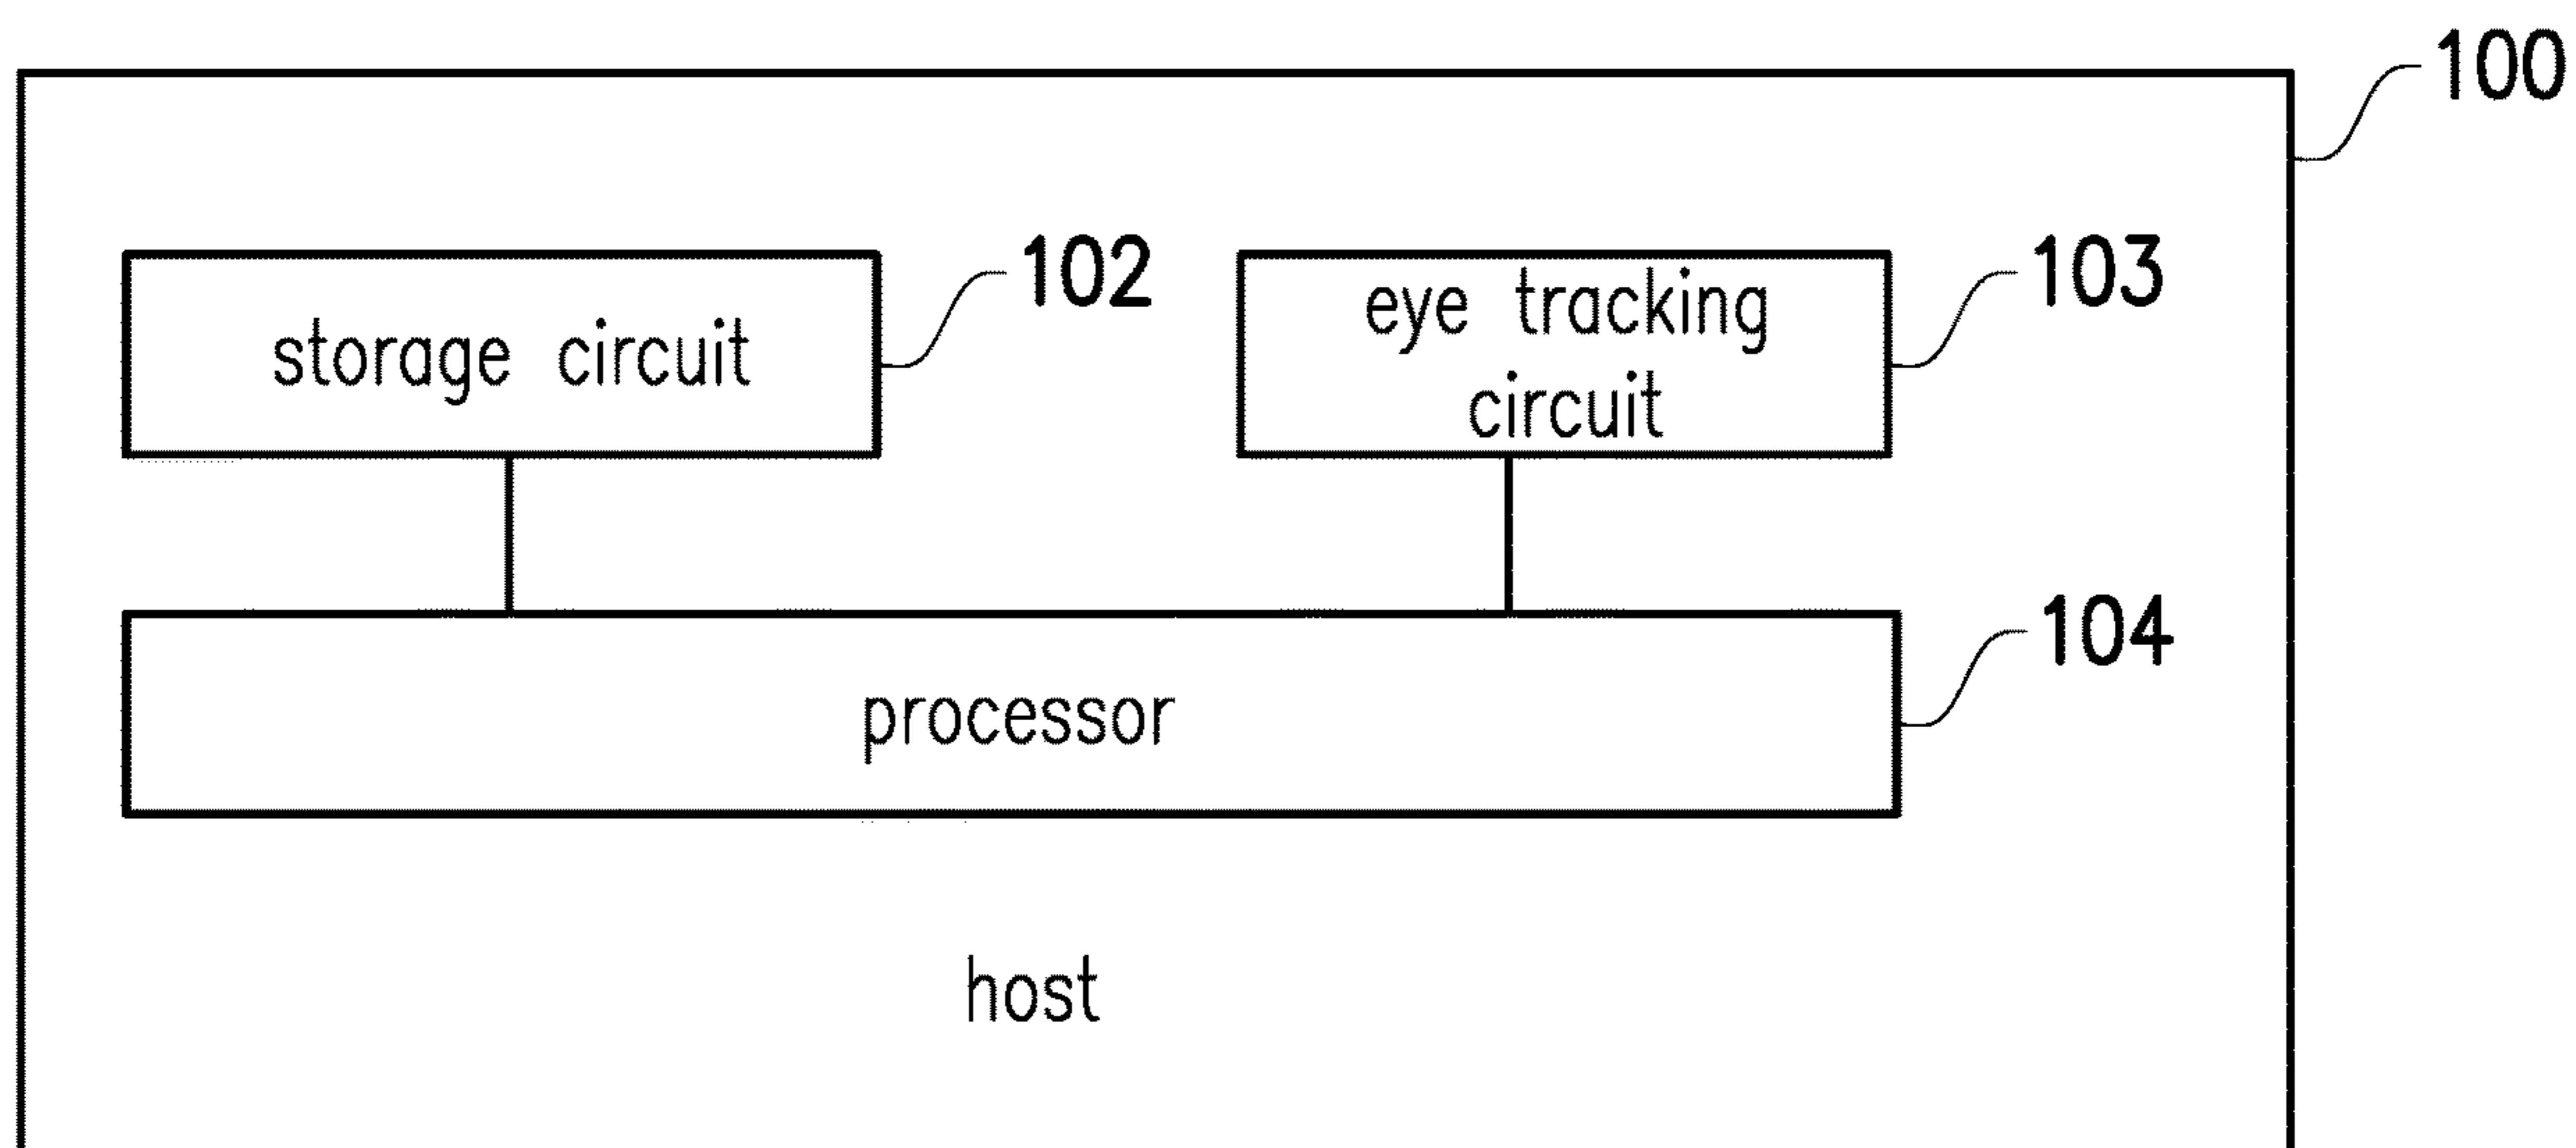 100
storage circuit
102
eye tracking
circuit
103
processor
104
host